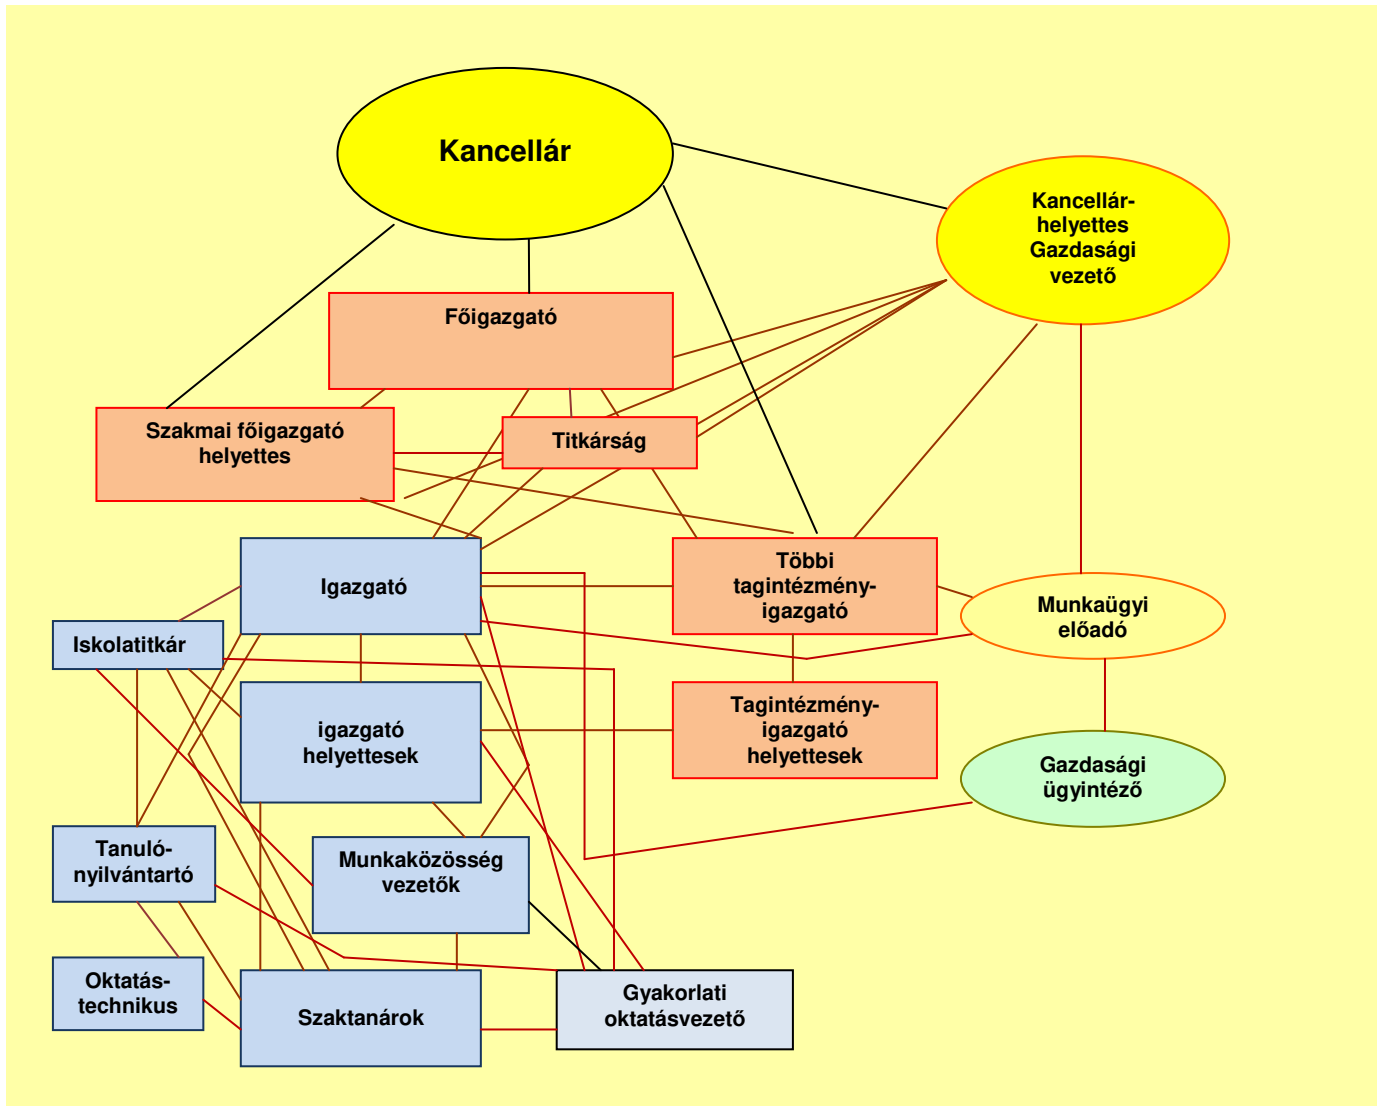 Kancellár
Kancellár-
helyettes
Gazdasági
vezető
Főigazgató
Szakmai főigazgató
helyettes
Titkárság
Igazgató
Többi
tagintézmény-
igazgató
Munkaügyi
előadó
Iskolatitkár
igazgató
helyettesek
Tagintézmény-
igazgató
helyettesek
Gazdasági
ügyintéző
Tanuló-
nyilvántartó
Munkaközösség
vezetők
Oktatás-
technikus
Szaktanárok
Gyakorlati
oktatásvezető